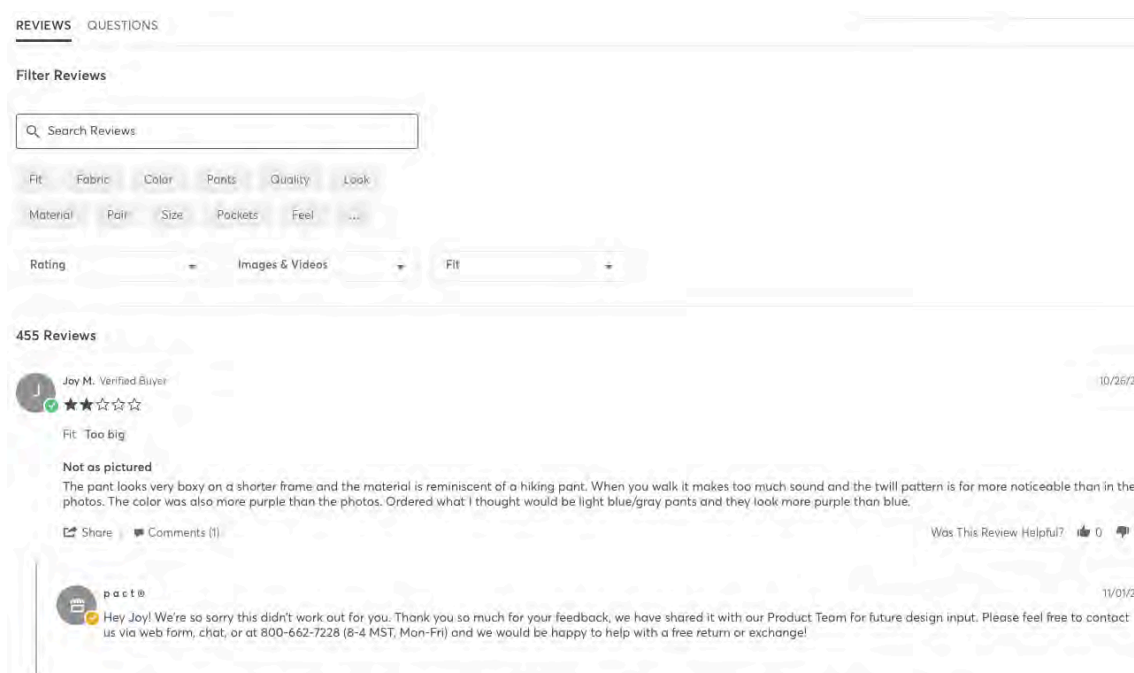 REVIEWS QUESTIONS
Filter Reviews
Search Reviews
Fit Fabric Color Pants Quality Look
Material Pair Size Pockets Feel ...
Rating Images & Videos Fit
455 Reviews
J
Joy M. Verified Buyer 10/26/2
Fit Too big
Not as pictured
The pant looks very boxy on a shorter frame and the material is reminiscent of a hiking pant. When you walk it makes too much sound and the twill pattern is far more noticeable than in the
photos. The color was also more purple than the photos. Ordered what I thought would be light blue/gray pants and they look more purple than blue.
Share Comments (1) Was This Review Helpful? 0
pact® 11/01/2
Hey Joy! We're so sorry this didn't work out for you. Thank you so much for your feedback, we have shared it with our Product Team for future design input. Please feel free to contact
us via web form, chat, or at 800-662-7228 (8-4 MST, Mon-Fri) and we would be happy to help with a free return or exchange!